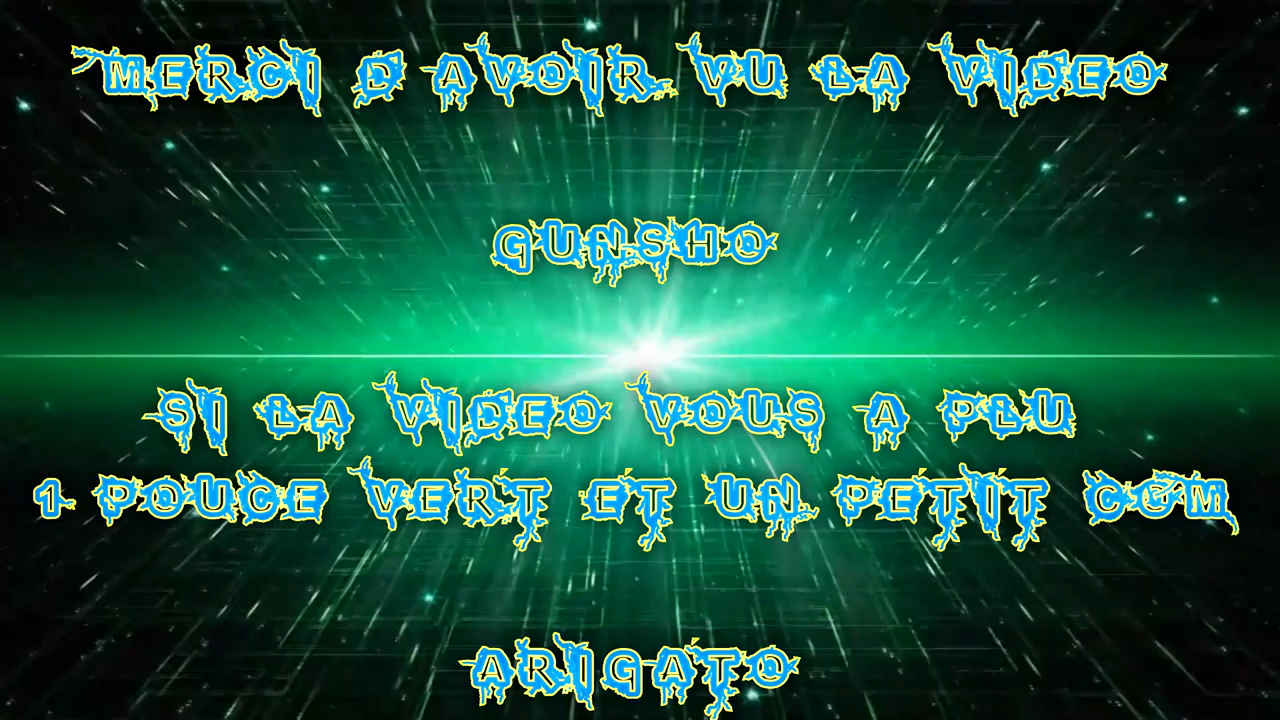 MERCI D AVOIR VU LA VIDEO
GUNSHO
SI LA VIDEO VOUS A PLU
1 POUCE VERT ET UN PETIT COM
ARIGATO